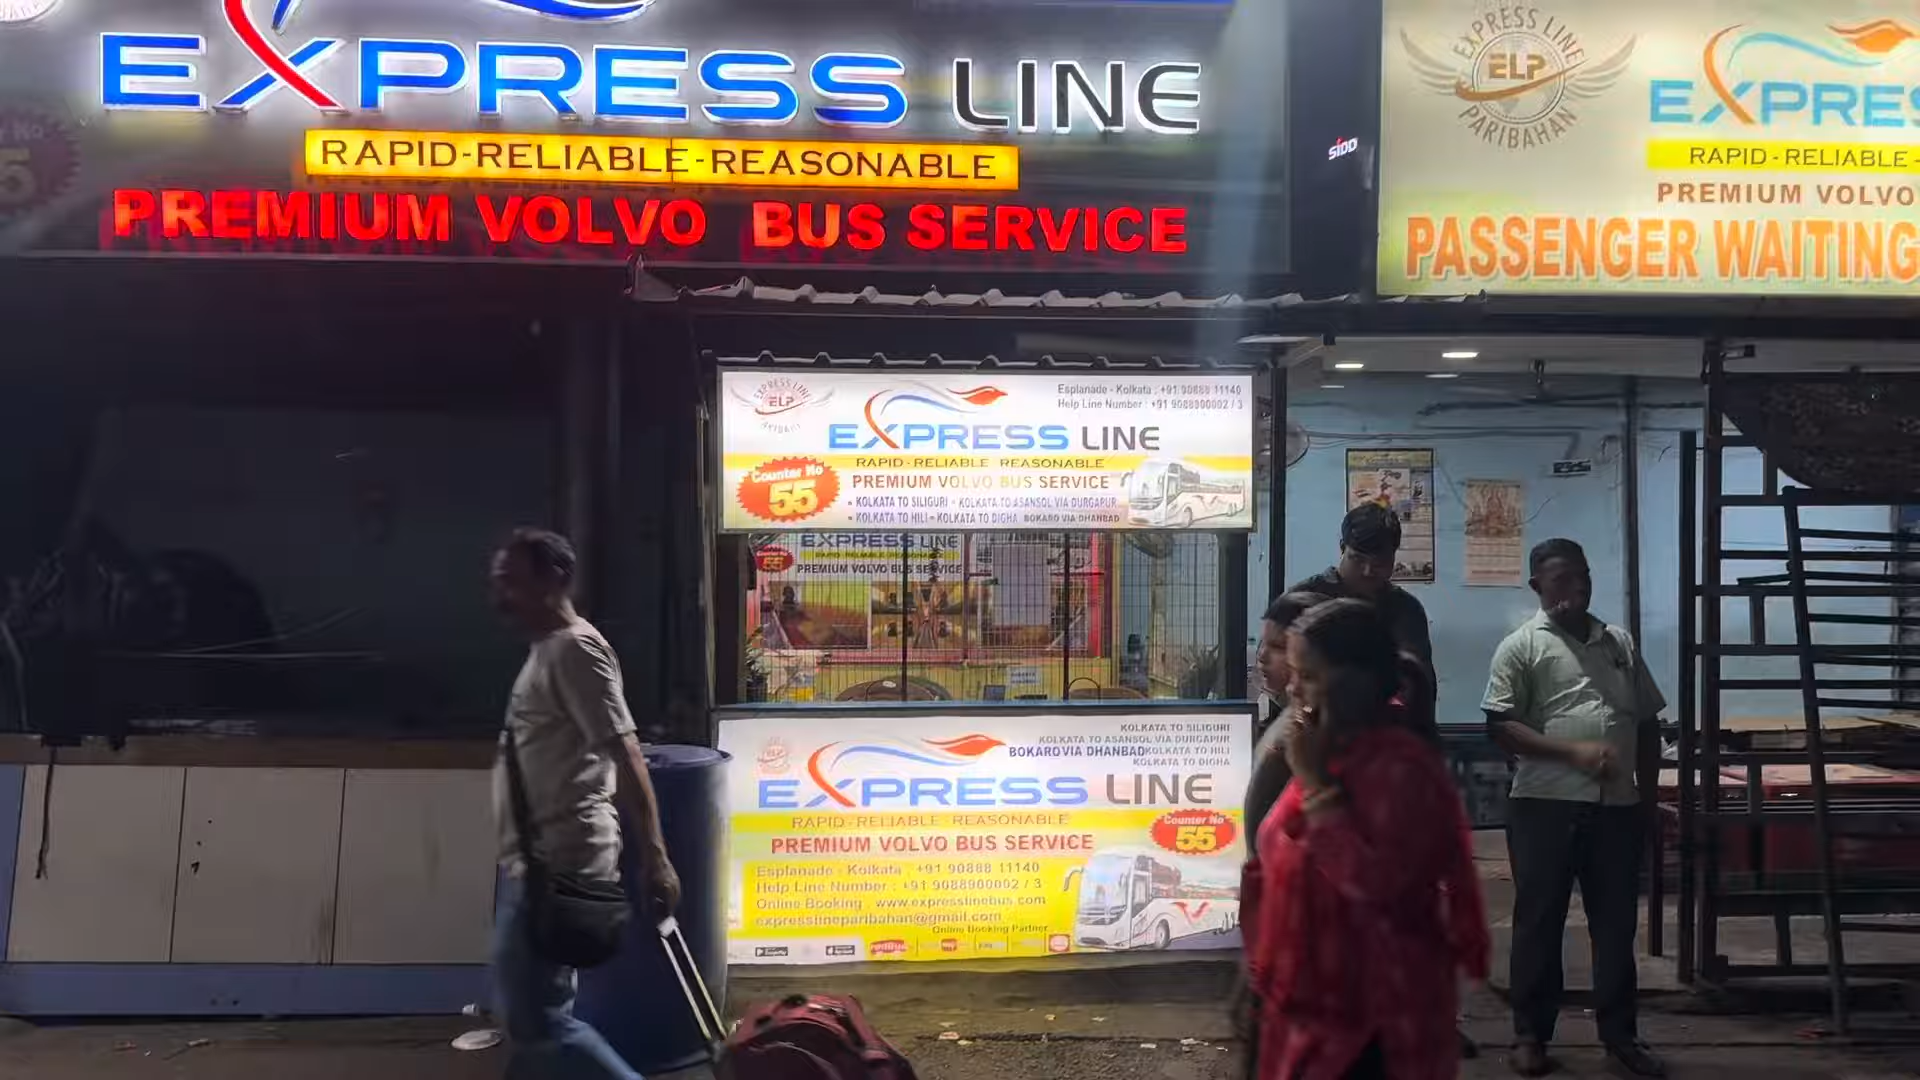 EXPRESS LINE
RAPID-RELIABLE-REASONABLE
PREMIUM VOLVO BUS SERVICE
SIDD
EXPRESS LINE
ELP
PARIBAHAN
EXPRES
RAPID - RELIABLE -
PREMIUM VOLVO
PASSENGER WAITING
EXPRESS LINE
ELP
Esplanade - Kolkata : +91 90888 11140
Help Line Number : +91 9088900002 / 3
EXPRESS LINE
RAPID - RELIABLE REASONABLE
PREMIUM VOLVO BUS SERVICE
Counter No
55
• KOLKATA TO SILIGURI • KOLKATA TO ASANSOL VIA DURGAPUR
• KOLKATA TO HILI • KOLKATA TO DIGHA BOKARO VIA DHANBAD
EXPRESS LINE
55
PREMIUM VOLVO BUS SERVICE
KOLKATA TO SILIGURI
KOLKATA TO ASANSOL VIA DURGAPUR
BOKARO VIA DHANBAD KOLKATA TO HILI
KOLKATA TO DIGHA
EXPRESS LINE
RAPID - RELIABLE - REASONABLE
Counter No
55
PREMIUM VOLVO BUS SERVICE
Esplanade - Kolkata : +91 90888 11140
Help Line Number : +91 9088900002 / 3
Online Booking : www.expresslinebus.com
expresslineparibahan@gmail.com
Online Booking Partner
redBus